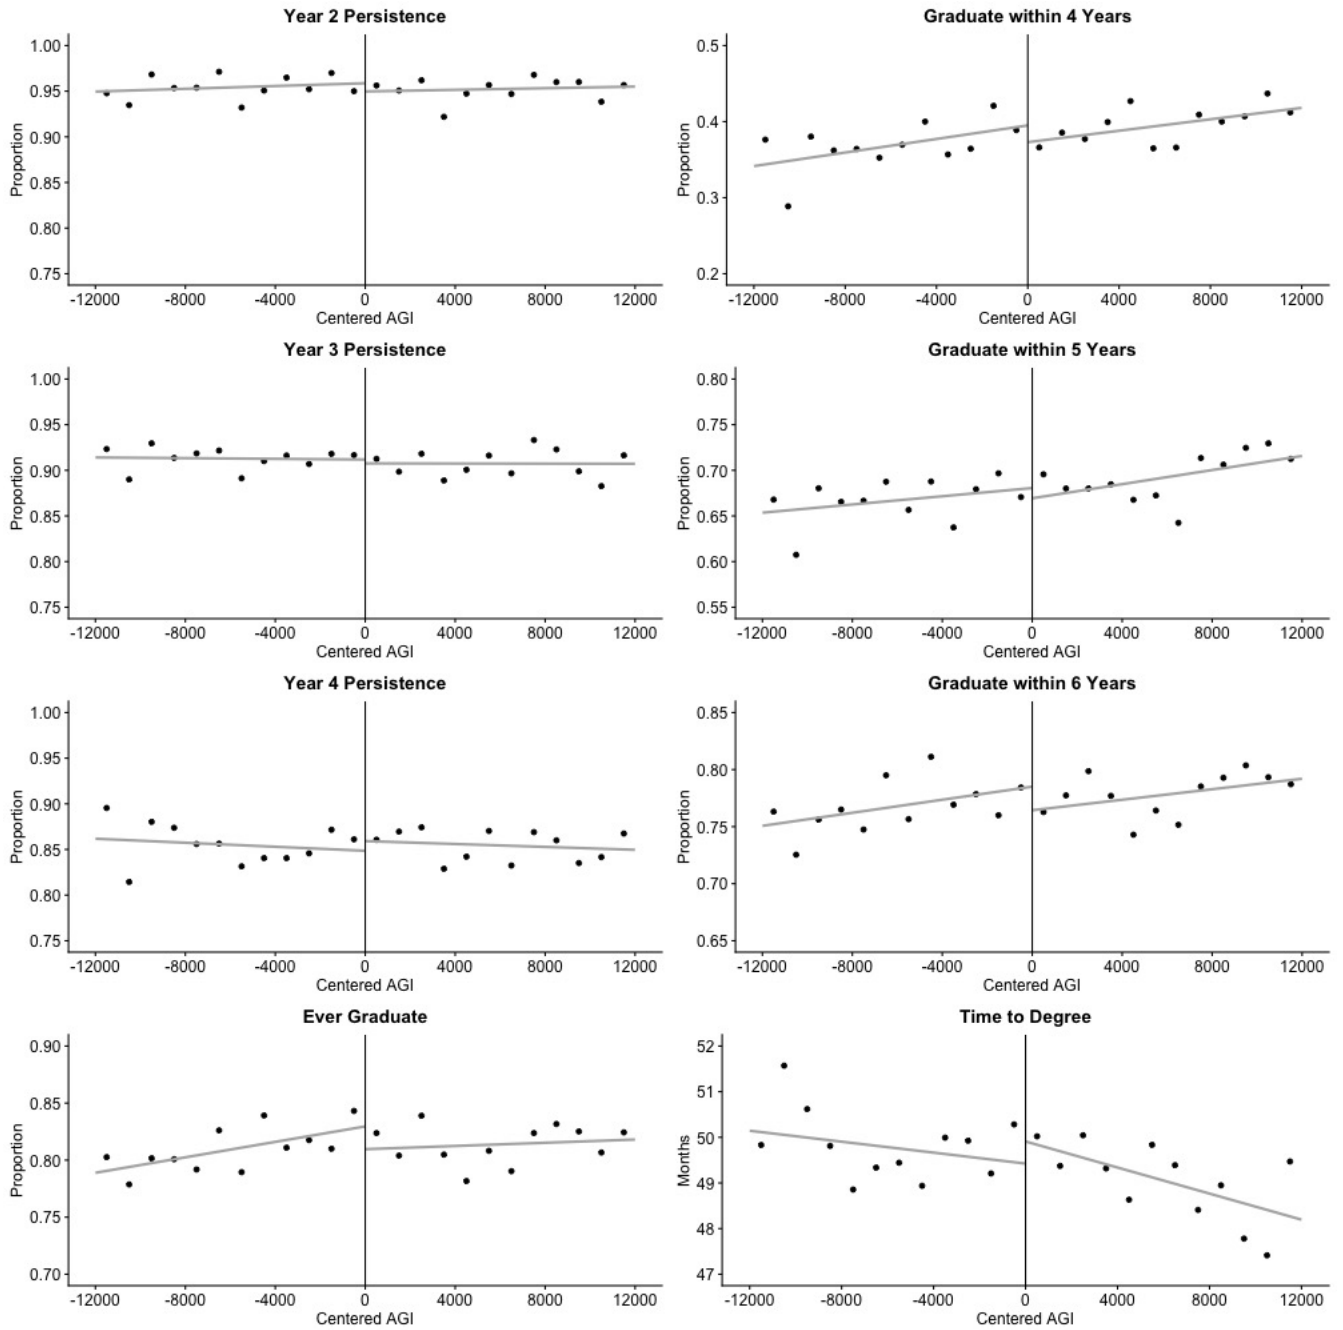 Year 2 Persistence
1.00
0.95
0.90
0.85
0.80
0.75
Proportion
-12000 -8000 -4000 0 4000 8000 12000
Centered AGI
Graduate within 4 Years
0.5
0.4
0.3
0.2
Proportion
-12000 -8000 -4000 0 4000 8000 12000
Centered AGI
Year 3 Persistence
1.00
0.95
0.90
0.85
0.80
0.75
Proportion
-12000 -8000 -4000 0 4000 8000 12000
Centered AGI
Graduate within 5 Years
0.80
0.75
0.70
0.65
0.60
0.55
Proportion
-12000 -8000 -4000 0 4000 8000 12000
Centered AGI
Year 4 Persistence
1.00
0.95
0.90
0.85
0.80
0.75
Proportion
-12000 -8000 -4000 0 4000 8000 12000
Centered AGI
Graduate within 6 Years
0.85
0.80
0.75
0.70
0.65
Proportion
-12000 -8000 -4000 0 4000 8000 12000
Centered AGI
Ever Graduate
0.90
0.85
0.80
0.75
0.70
Proportion
-12000 -8000 -4000 0 4000 8000 12000
Centered AGI
Time to Degree
52
51
50
49
48
47
Months
-12000 -8000 -4000 0 4000 8000 12000
Centered AGI